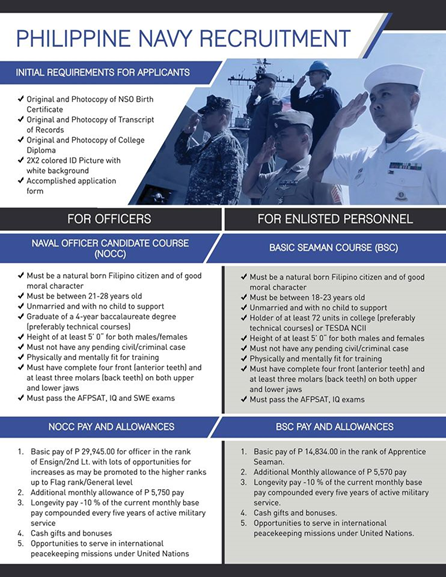 PHILIPPINE NAVY RECRUITMENT
INITIAL REQUIREMENTS FOR APPLICANTS
✓ Original and Photocopy of NSO Birth
Certificate
✓ Original and Photocopy of Transcript
of Records
✓ Original and Photocopy of College
Diploma
✓ 2X2 colored ID Picture with
white background
✓ Accomplished application
form
FOR OFFICERS
NAVAL OFFICER CANDIDATE COURSE
(NOCC)
✓ Must be a natural born Filipino citizen and of good
moral character
✓ Must be between 21-28 years old
✓ Unmarried and with no child to support
✓ Graduate of a 4-year baccalaureate degree
(preferably technical courses)
✓ Height of at least 5' 0" for both males/females
✓ Must not have any pending civil/criminal case
✓ Physically and mentally fit for training
✓ Must have complete four front (anterior teeth) and
at least three molars (back teeth) on both upper
and lower jaws
✓ Must pass the AFPSAT, IQ and SWE exams
NOCC PAY AND ALLOWANCES
1. Basic pay of P 29,945.00 for officer in the rank
of Ensign/2nd Lt. with lots of opportunities for
increases as may be promoted to the higher ranks
up to Flag rank/General level
2. Additional monthly allowance of P 5,750 pay
3. Longevity pay -10 % of the current monthly base
pay compounded every five years of active military
service
4. Cash gifts and bonuses
5. Opportunities to serve in international
peacekeeping missions under United Nations
FOR ENLISTED PERSONNEL
BASIC SEAMAN COURSE (BSC)
✓ Must be a natural born Filipino citizen and of good
moral character
✓ Must be between 18-23 years old
✓ Unmarried and with no child to support
✓ Holder of at least 72 units in college (preferably
technical courses) or TESDA NCII
✓ Height of at least 5' 0" for both males and females
✓ Must not have any pending civil/criminal case
✓ Physically and mentally fit for training
✓ Must have complete four front (anterior teeth) and
at least three molars (back teeth) on both upper
and lower jaws
✓ Must pass the AFPSAT, IQ exams
BSC PAY AND ALLOWANCES
1. Basic pay of P 14,834.00 in the rank of Apprentice
Seaman.
2. Additional Monthly allowance of P 5,570 pay
3. Longevity pay -10 % of the current monthly base
pay compounded every five years of active military
service.
4. Cash gifts and bonuses.
5. Opportunities to serve in international
peacekeeping missions under United Nations.